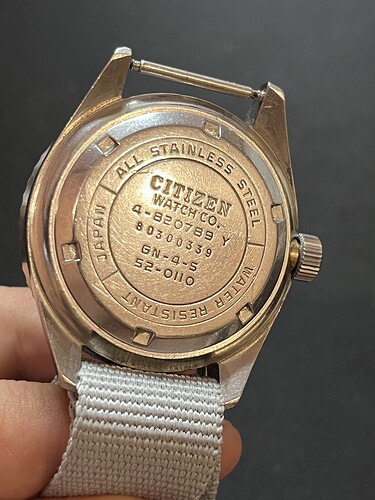 ALL STAINLESS STEEL
WATER RESISTANT
JAPAN
CITIZEN
WATCH CO.
4-820789 Y
80300339
GN-4-S
52-0110